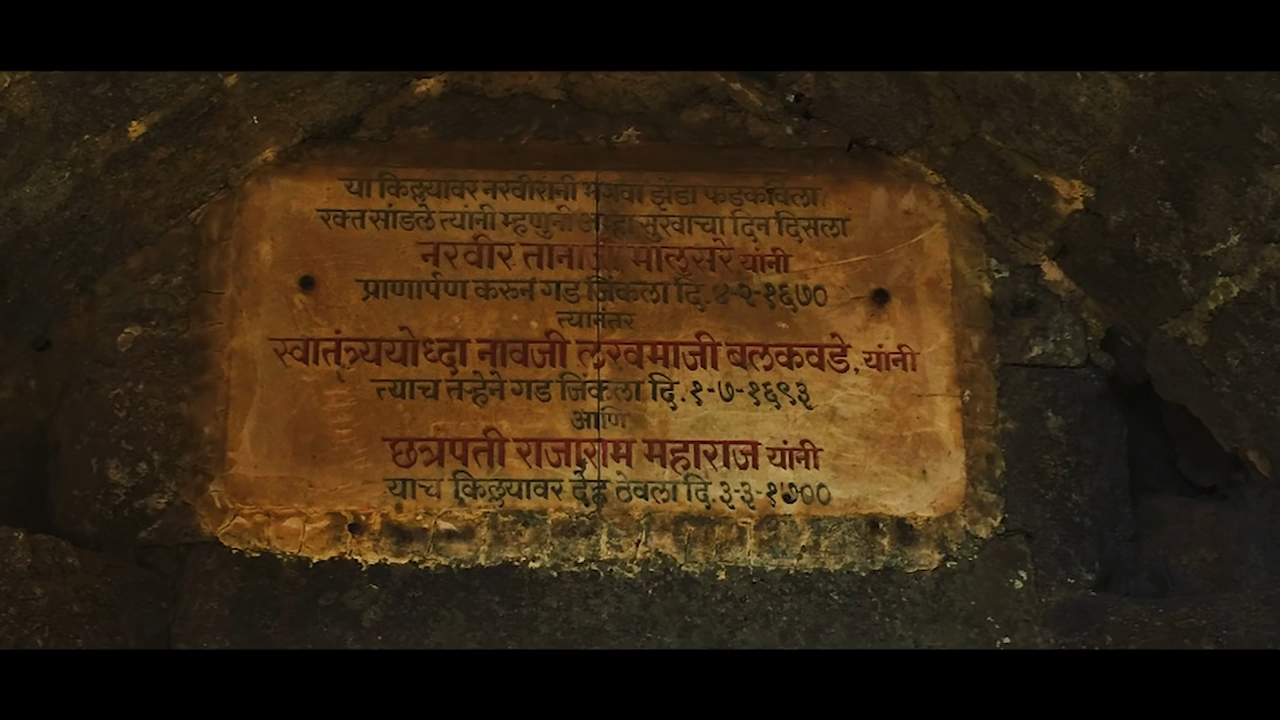 या किल्ल्यावर नरवीरांनी भगवा झेंडा फडकविला
रक्त सांडले त्यांनी म्हणुनी आम्हा सुखाचा दिन दिसला
नरवीर तानाजी मालुसरे यांनी
प्राणार्पण करून गड जिंकला दि. ४-२-१६७०
त्यानंतर
स्वातंत्र्ययोध्दा नावजी लखमाजी बलकवडे, यांनी
त्याच तऱ्हेने गड जिंकला दि. १-७-१६९३
आणि
छत्रपती राजाराम महाराज यांनी
याच किल्ल्यावर देह ठेवला दि. ३-३-१७००